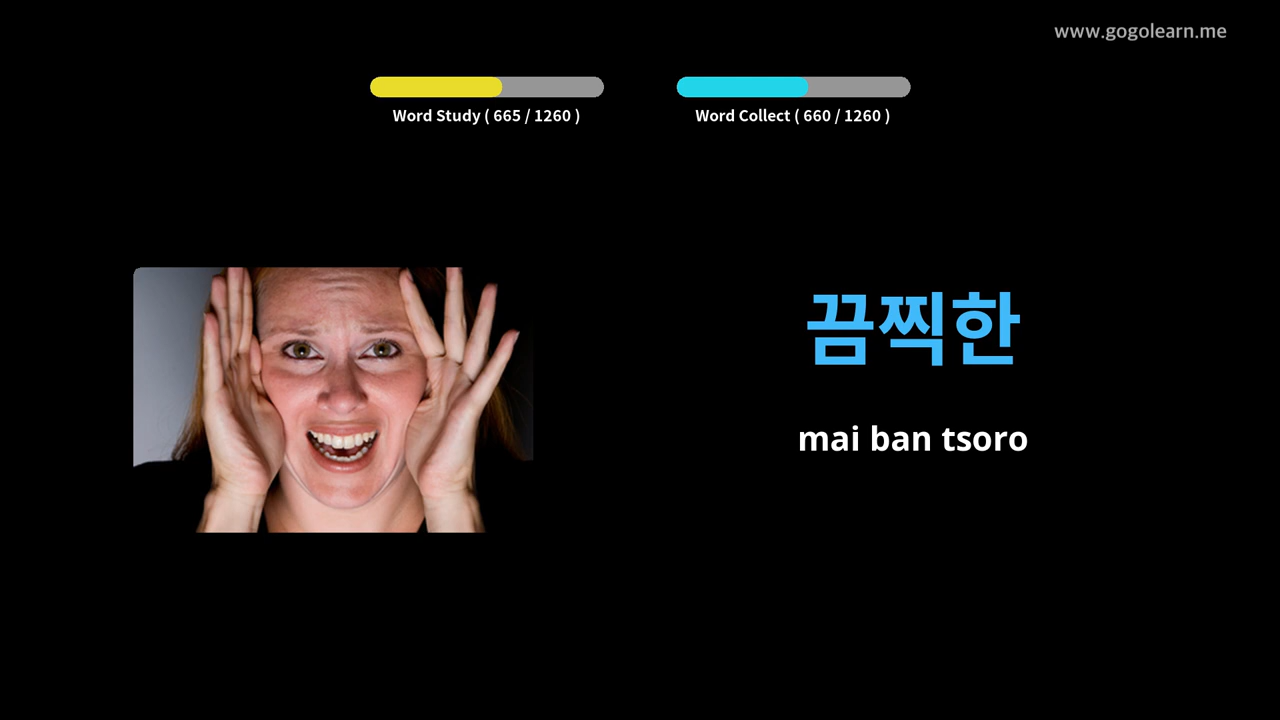 www.gogolearn.me
Word Study ( 665 / 1260 )
Word Collect ( 660 / 1260 )
끔찍한
mai ban tsoro